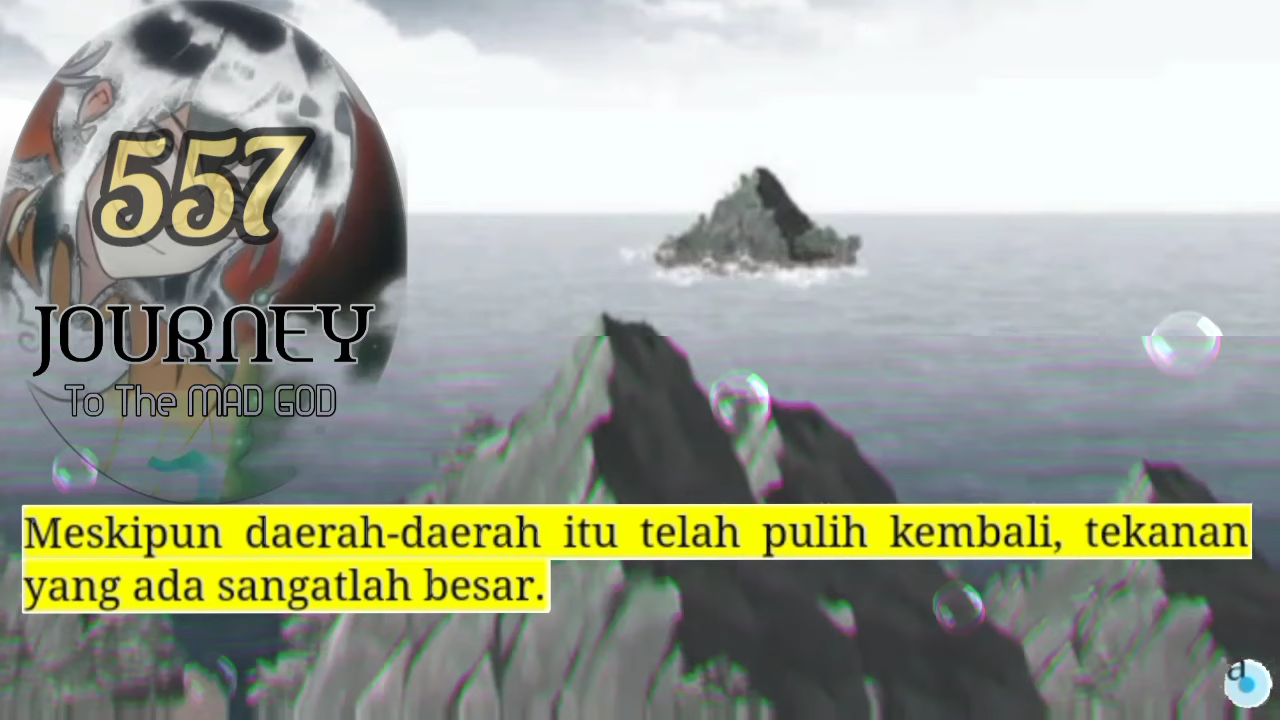 557
JOURNEY
To The MAD GOD
Meskipun daerah-daerah itu telah pulih kembali, tekanan
yang ada sangatlah besar.
a